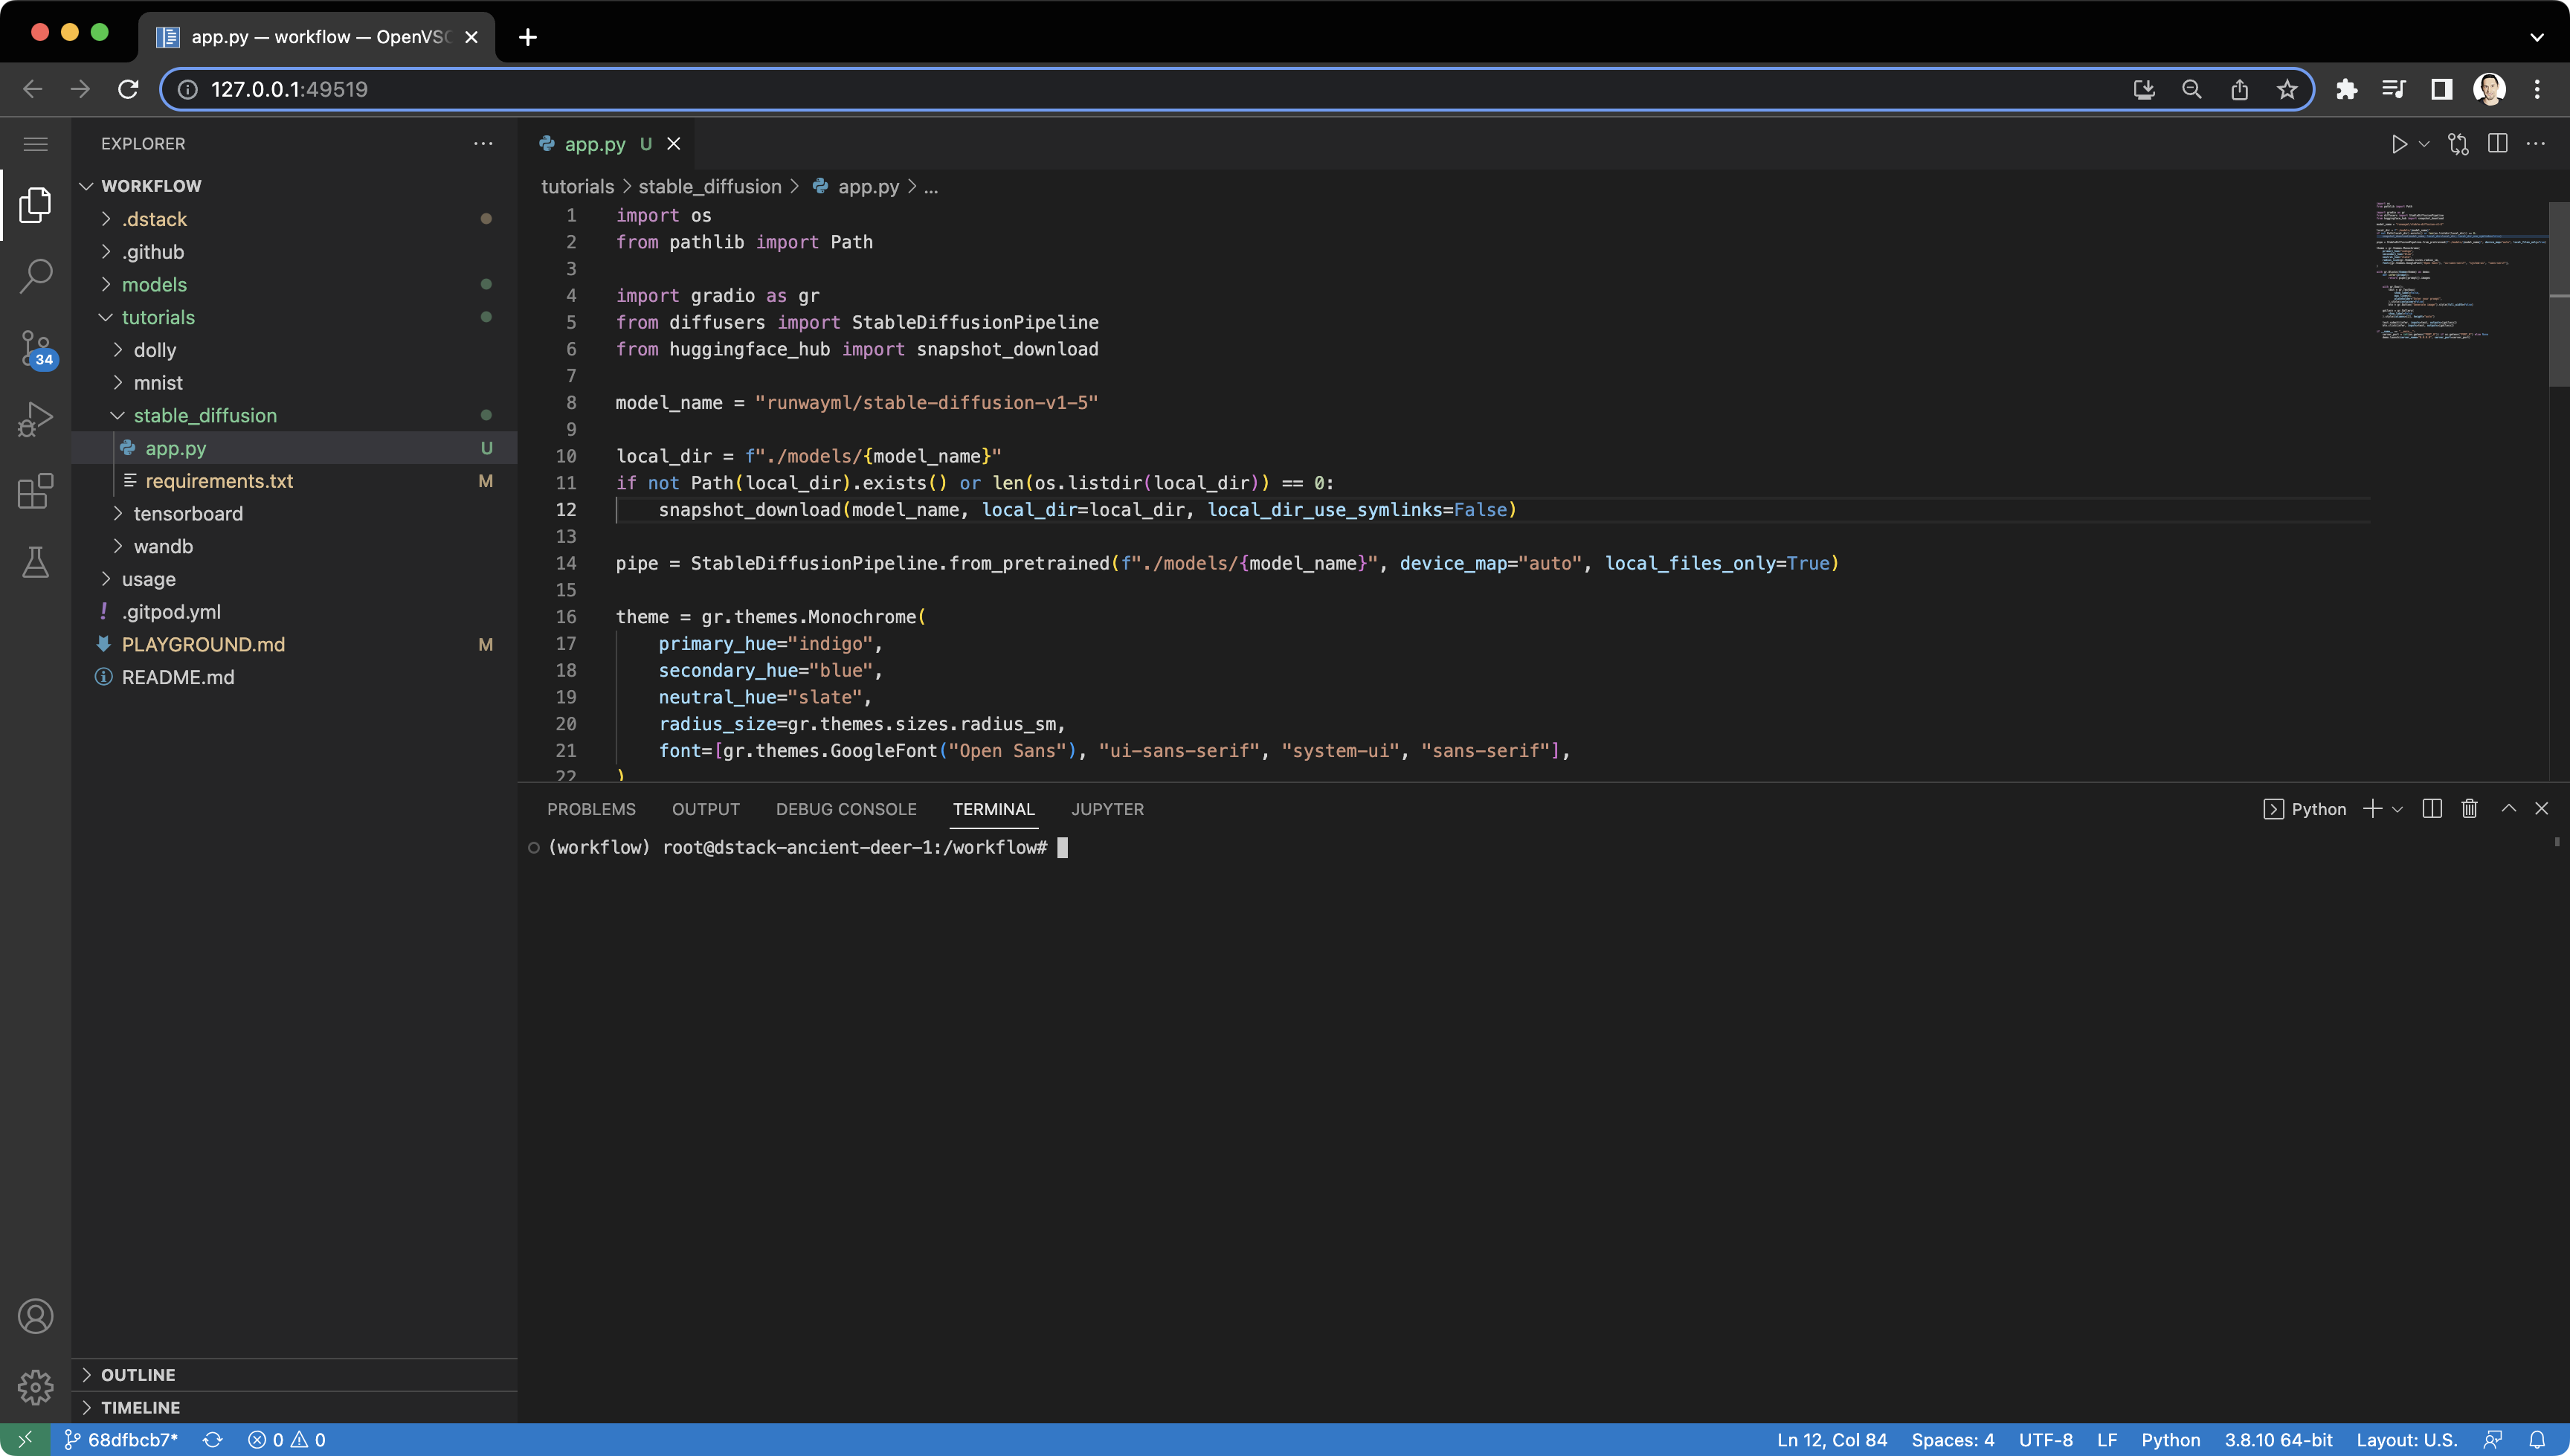 app.py — workflow — OpenVSC
127.0.0.1:49519
EXPLORER
WORKFLOW
.dstack
.github
models
tutorials
dolly
mnist
34
stable_diffusion
app.py U
requirements.txt M
tensorboard
wandb
usage
! .gitpod.yml
PLAYGROUND.md M
README.md
OUTLINE
TIMELINE
app.py U
tutorials > stable_diffusion > app.py > ...
1 import os
2 from pathlib import Path
3
4 import gradio as gr
5 from diffusers import StableDiffusionPipeline
6 from huggingface_hub import snapshot_download
7
8 model_name = "runwayml/stable-diffusion-v1-5"
9
10 local_dir = f"./models/{model_name}"
11 if not Path(local_dir).exists() or len(os.listdir(local_dir)) == 0:
12 snapshot_download(model_name, local_dir=local_dir, local_dir_use_symlinks=False)
13
14 pipe = StableDiffusionPipeline.from_pretrained(f"./models/{model_name}", device_map="auto", local_files_only=True)
15
16 theme = gr.themes.Monochrome(
17 primary_hue="indigo",
18 secondary_hue="blue",
19 neutral_hue="slate",
20 radius_size=gr.themes.sizes.radius_sm,
21 font=[gr.themes.GoogleFont("Open Sans"), "ui-sans-serif", "system-ui", "sans-serif"],
22 )
PROBLEMS OUTPUT DEBUG CONSOLE TERMINAL JUPYTER
Python
(workflow) root@dstack-ancient-deer-1:/workflow#
68dfbcb7* 0 0
Ln 12, Col 84 Spaces: 4 UTF-8 LF Python 3.8.10 64-bit Layout: U.S.